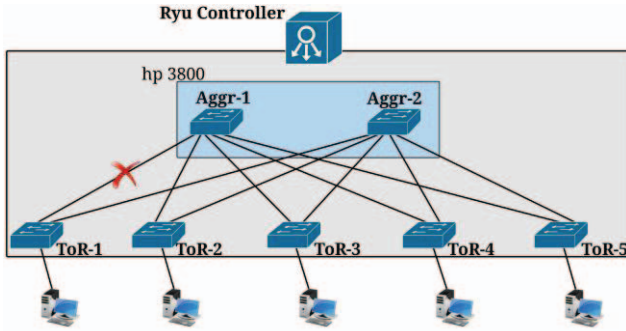 Ryu Controller
hp 3800
Aggr-1
Aggr-2
ToR-1
ToR-2
ToR-3
ToR-4
ToR-5